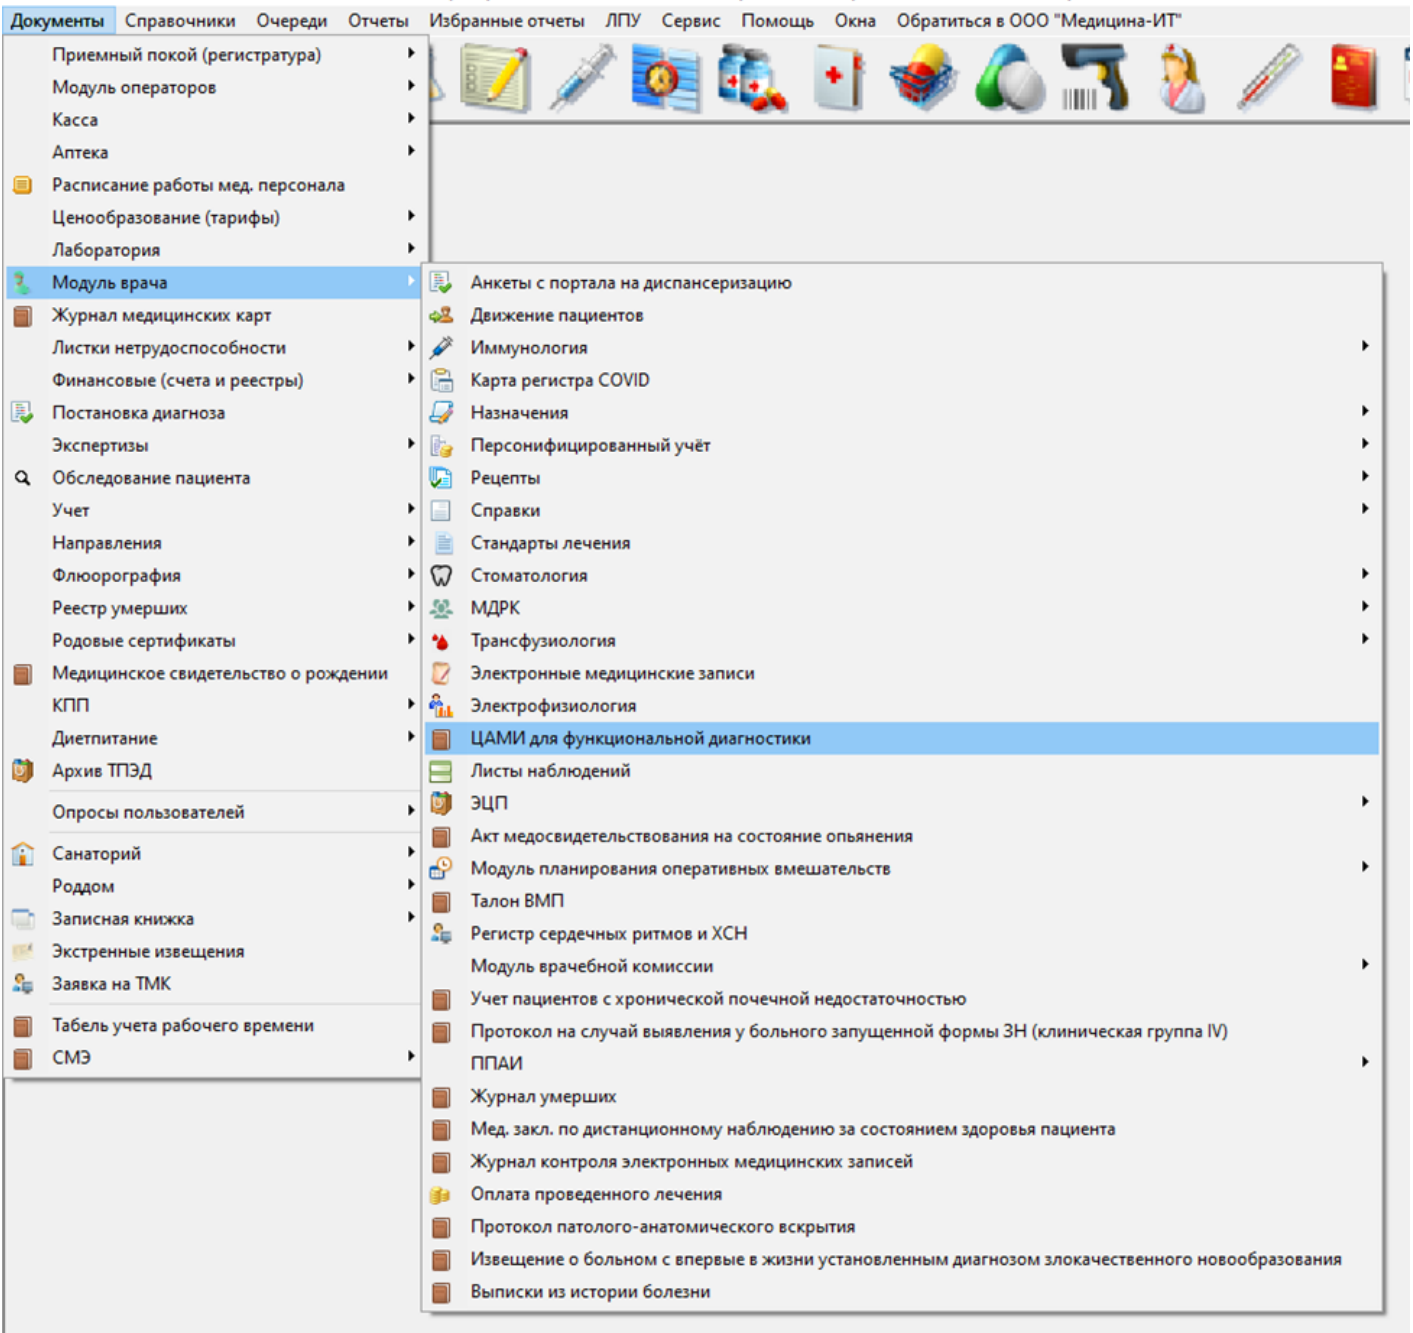 Документы Справочники Очереди Отчеты Избранные отчеты ЛПУ Сервис Помощь Окна Обратиться в ООО "Медицина-ИТ"
Приемный покой (регистратура)
Модуль операторов
Касса
Аптека
Расписание работы мед. персонала
Ценообразование (тарифы)
Лаборатория
Модуль врача
Журнал медицинских карт
Листки нетрудоспособности
Финансовые (счета и реестры)
Постановка диагноза
Экспертизы
Обследование пациента
Учет
Направления
Флюорография
Реестр умерших
Родовые сертификаты
Медицинское свидетельство о рождении
КПП
Диетпитание
Архив ТПЭД
Опросы пользователей
Санаторий
Роддом
Записная книжка
Экстренные извещения
Заявка на ТМК
Табель учета рабочего времени
СМЭ
Анкеты с портала на диспансеризацию
Движение пациентов
Иммунология
Карта регистра COVID
Назначения
Персонифицированный учёт
Рецепты
Справки
Стандарты лечения
Стоматология
МДРК
Трансфузиология
Электронные медицинские записи
Электрофизиология
ЦАМИ для функциональной диагностики
Листы наблюдений
ЭЦП
Акт медосвидетельствования на состояние опьянения
Модуль планирования оперативных вмешательств
Талон ВМП
Регистр сердечных ритмов и ХСН
Модуль врачебной комиссии
Учет пациентов с хронической почечной недостаточностью
Протокол на случай выявления у больного запущенной формы ЗН (клиническая группа IV)
ППАИ
Журнал умерших
Мед. закл. по дистанционному наблюдению за состоянием здоровья пациента
Журнал контроля электронных медицинских записей
Оплата проведенного лечения
Протокол патолого-анатомического вскрытия
Извещение о больном с впервые в жизни установленным диагнозом злокачественного новообразования
Выписки из истории болезни